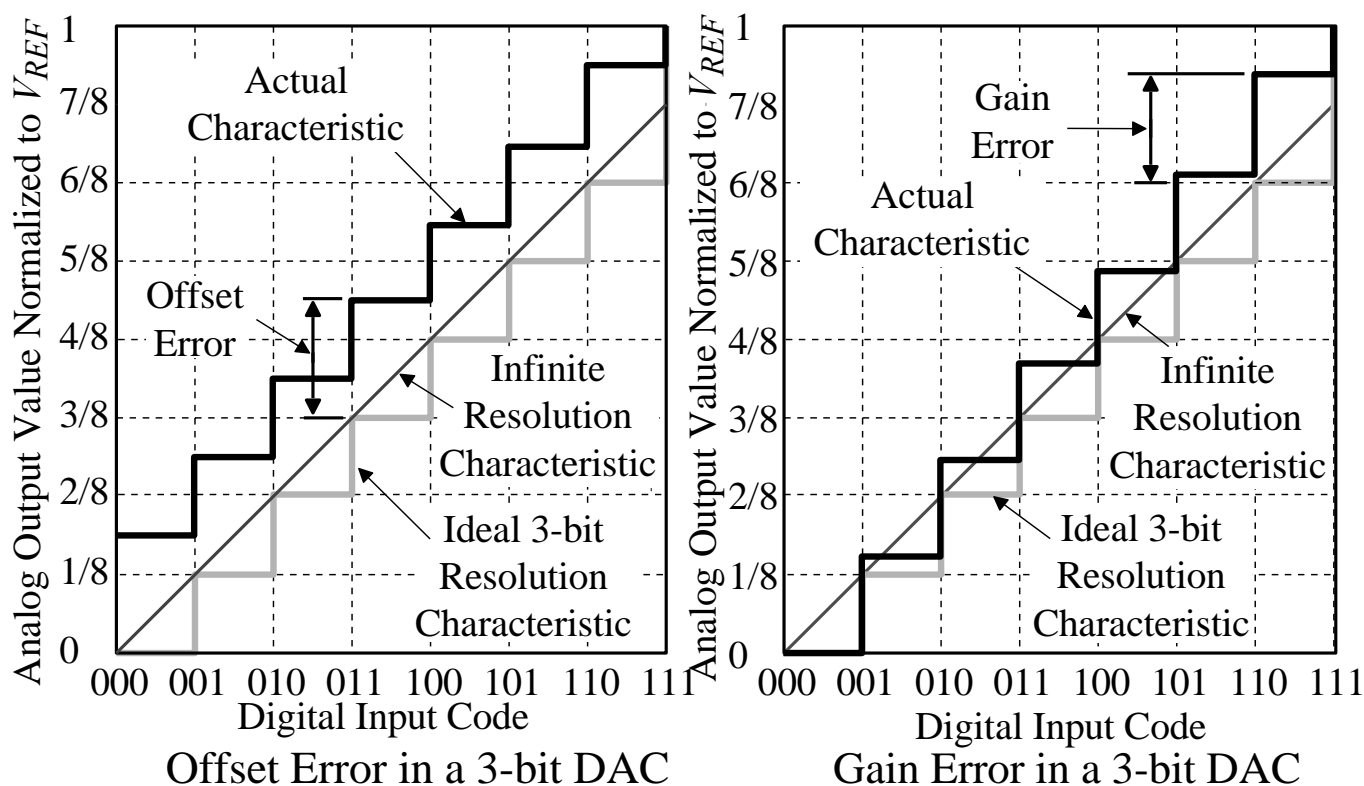 Analog Output Value Normalized to VREF
1
7/8
6/8
5/8
4/8
3/8
2/8
1/8
0
Actual
Characteristic
Offset
Error
Infinite
Resolution
Characteristic
Ideal 3-bit
Resolution
Characteristic
000 001 010 011 100 101 110 111
Digital Input Code
Offset Error in a 3-bit DAC
Analog Output Value Normalized to VREF
1
7/8
6/8
5/8
4/8
3/8
2/8
1/8
0
Gain
Error
Actual
Characteristic
Infinite
Resolution
Characteristic
Ideal 3-bit
Resolution
Characteristic
000 001 010 011 100 101 110 111
Digital Input Code
Gain Error in a 3-bit DAC